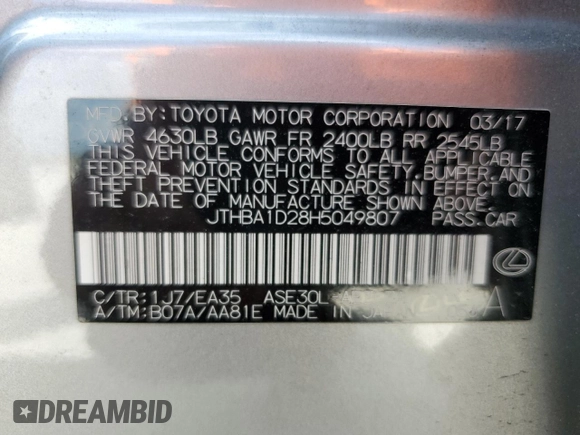 MFD.BY:TOYOTA MOTOR CORPORATION 03/17
GVWR 4630LB GAWR FR 2400LB RR 2545LB
THIS VEHICLE CONFORMS TO ALL APPLICABLE
FEDERAL MOTOR VEHICLE SAFETY,BUMPER,AND
THEFT PREVENTION STANDARDS IN EFFECT ON
THE DATE OF MANUFACTURE SHOWN ABOVE.
JTHBA1D28H5049807 PASS.CAR
C/TR:1J7/EA35 ASE30L
A/TM:B07A/AA81E MADE IN
DREAMBID